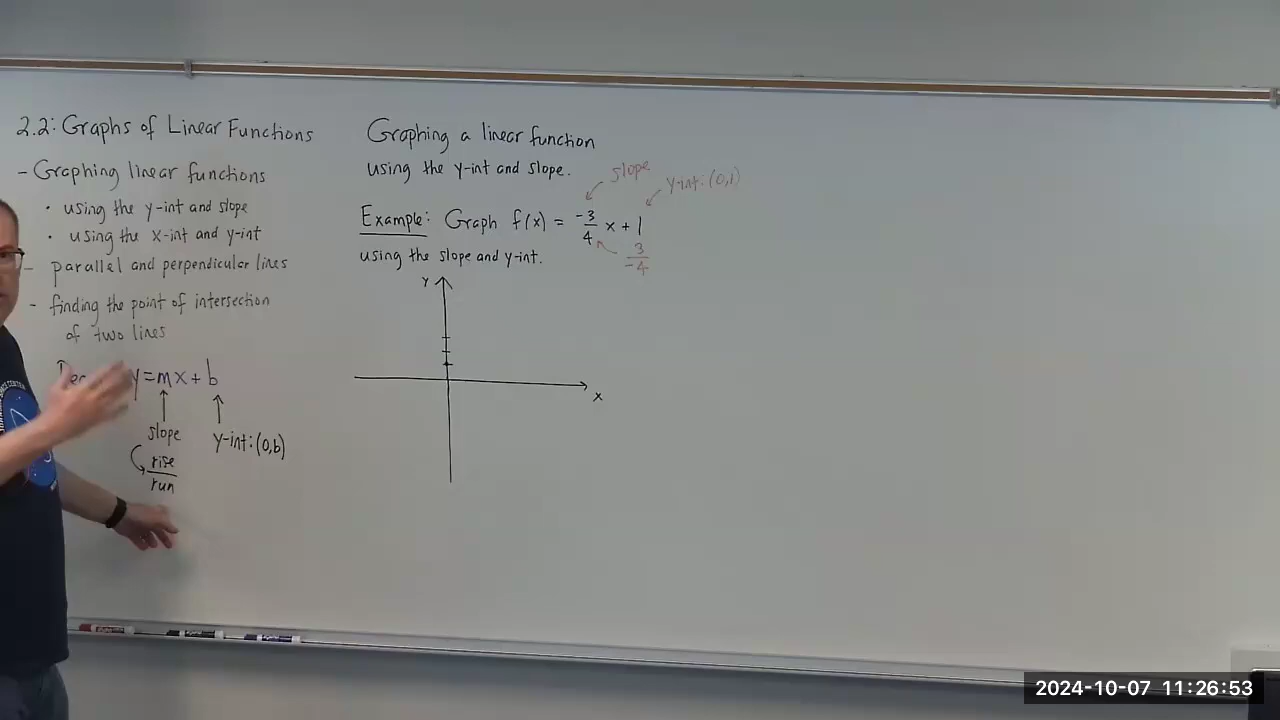 2.2: Graphs of Linear Functions
- Graphing linear functions
• using the y-int and slope
• using the x-int and y-int
- parallel and perpendicular lines
- finding the point of intersection
of two lines
y = mx + b
slope
y-int: (0,b)
rise
run
Graphing a linear function
using the y-int and slope.
slope
y-int: (0,1)
Example: Graph f(x) = -3/4 x + 1
3/-4
using the slope and y-int.
y
x
2024-10-07 11:26:53